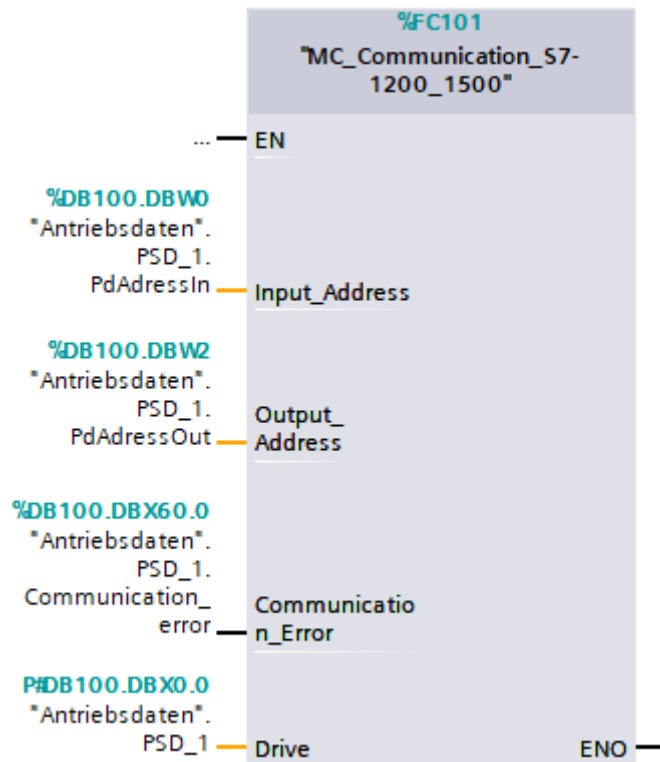 %FC101
"MC_Communication_S7-
1200_1500"
... EN
%DB100.DBW0
"Antriebsdaten".
PSD_1.
PdAdressIn Input_Address
%DB100.DBW2
"Antriebsdaten".
PSD_1.
PdAdressOut
Output_
Address
%DB100.DBX60.0
"Antriebsdaten".
PSD_1.
Communication_
error
Communicatio
n_Error
P#DB100.DBX0.0
"Antriebsdaten".
PSD_1 Drive ENO